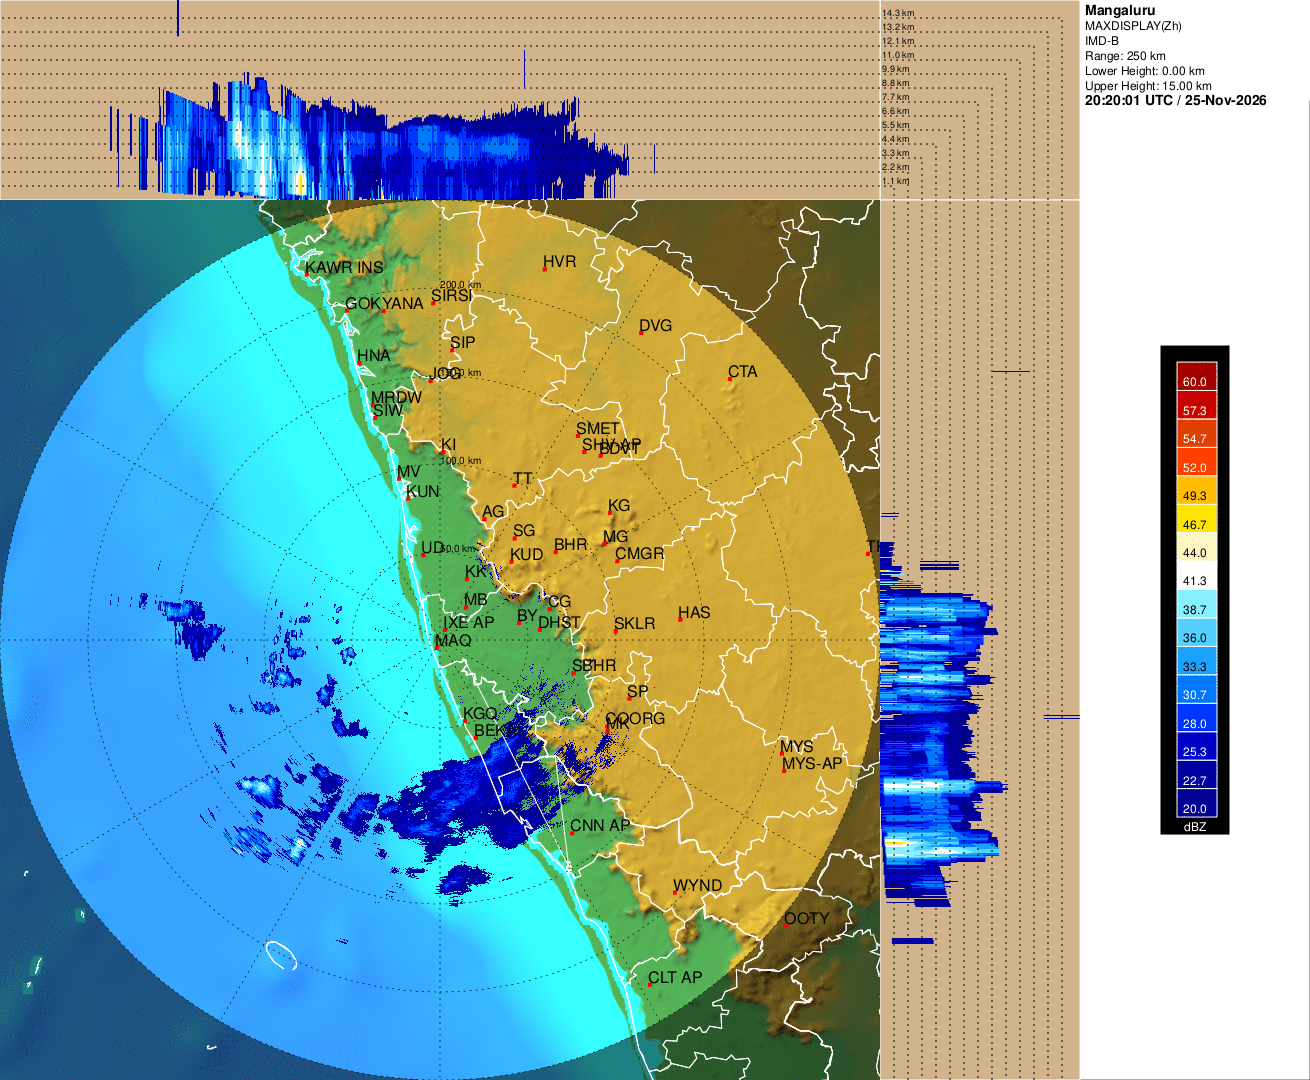 Mangaluru
MAXDISPLAY(Zh)
IMD-B
Range: 250 km
Lower Height: 0.00 km
Upper Height: 15.00 km
20:20:01 UTC / 25-Nov-2026
14.3 km
13.2 km
12.1 km
11.0 km
9.9 km
8.8 km
7.7 km
6.6 km
5.5 km
4.4 km
3.3 km
2.2 km
1.1 km
KAWR INS
HVR
200.0 km
SIRSI
GOKYANA
DVG
SIP
HNA
JOG
CTA
MRDW
SIW
SMET
KI
SHV-AP
BDVT
100.0 km
MV
TT
KUN
KG
AG
SG
MG
UD
50.0 km
KUD
BHR
CMGR
KK
MB
CG
IXE AP
BY
DHST
HAS
SKLR
MAQ
SBHR
SP
KGQ
COORG
MYS
MYS-AP
CNN AP
WYND
OOTY
CLT AP
60.0
57.3
54.7
52.0
49.3
46.7
44.0
41.3
38.7
36.0
33.3
30.7
28.0
25.3
22.7
20.0
dBZ